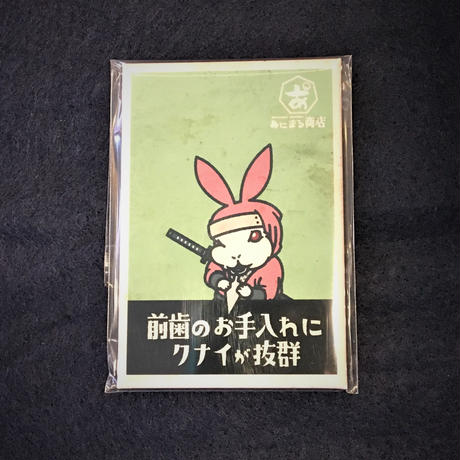 あ
あにまる商店
前歯のお手入れに
クナイが抜群